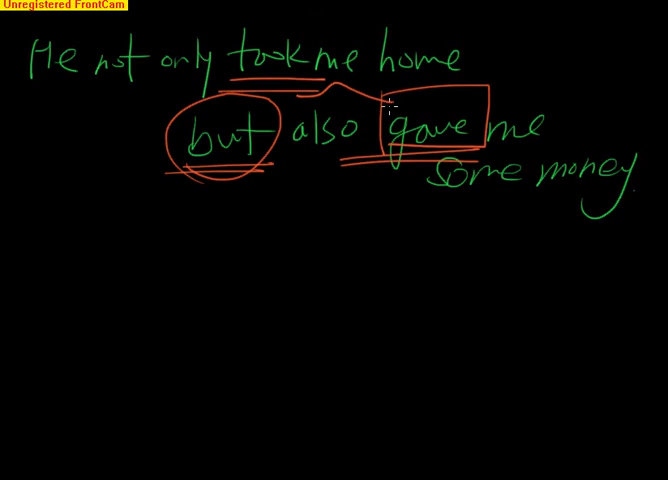 Unregistered FrontCam
He not only took me home
but also gave me
some money